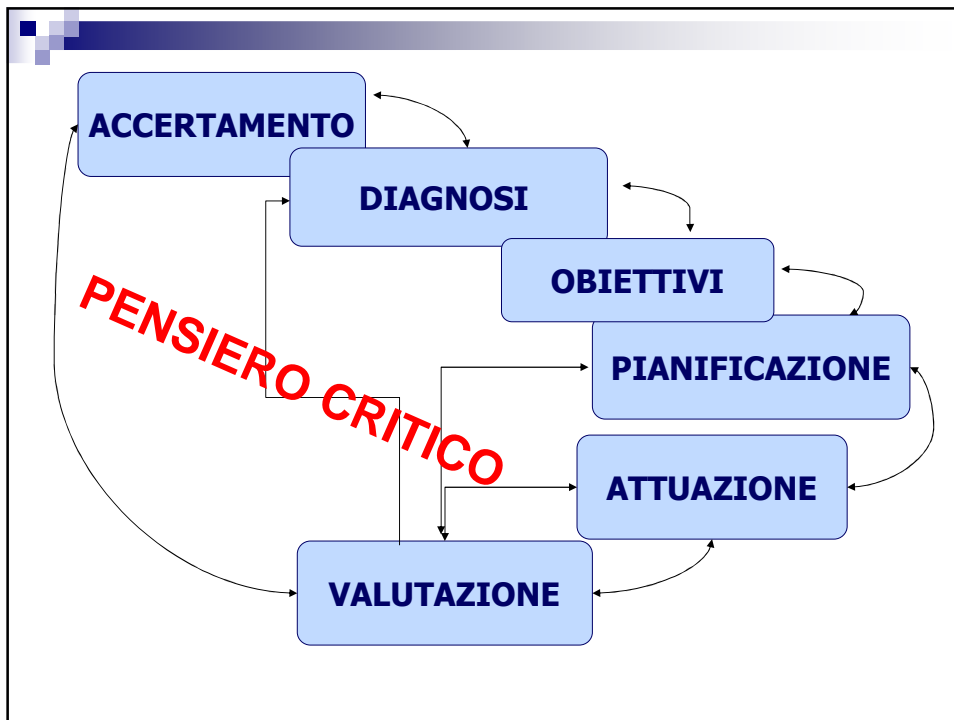 ACCERTAMENTO
DIAGNOSI
OBIETTIVI
PENSIERO CRITICO
PIANIFICAZIONE
ATTUAZIONE
VALUTAZIONE